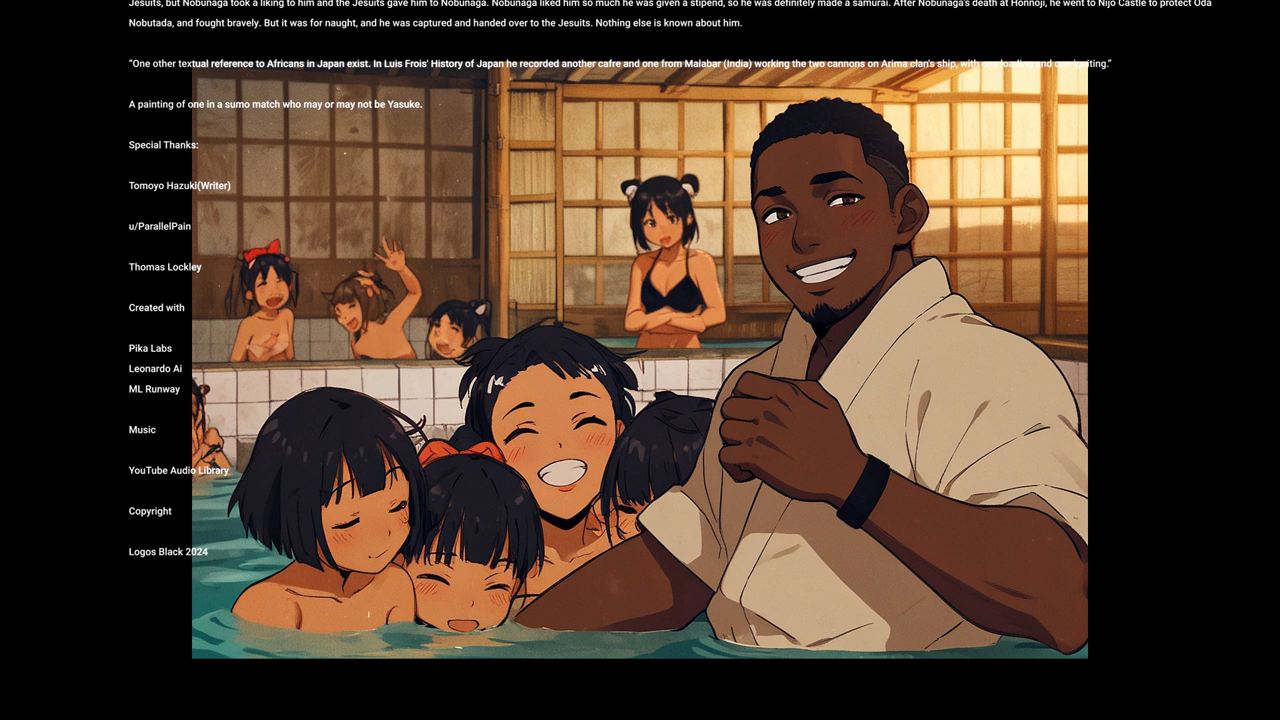 Jesuits, but Nobunaga took a liking to him and the Jesuits gave him to Nobunaga. Nobunaga liked him so much he was given a stipend, so he was definitely made a samurai. After Nobunaga's death at Honnoji, he went to Nijo Castle to protect Oda
Nobutada, and fought bravely. But it was for naught, and he was captured and handed over to the Jesuits. Nothing else is known about him.
“One other textual reference to Africans in Japan exist. In Luis Frois' History of Japan he recorded another cafre and one from Malabar (India) working the two cannons on Arima clan's ship, with one loading and one igniting.”
A painting of one in a sumo match who may or may not be Yasuke.
Special Thanks:
Tomoyo Hazuki(Writer)
u/ParallelPain
Thomas Lockley
Created with
Pika Labs
Leonardo Ai
ML Runway
Music
YouTube Audio Library
Copyright
Logos Black 2024